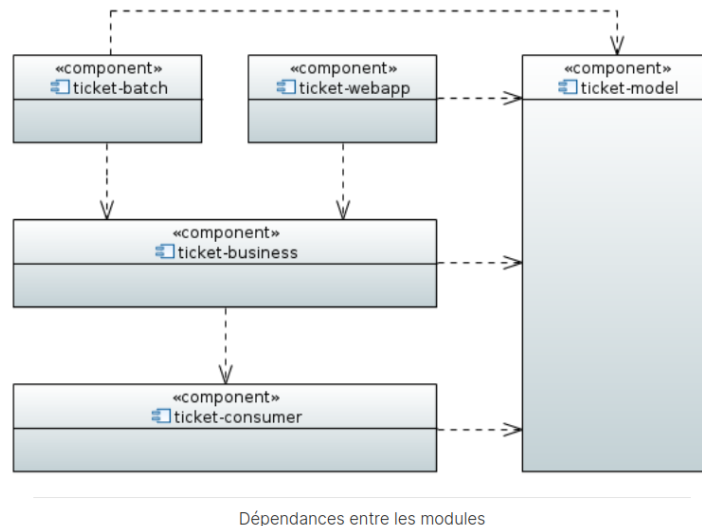 «component»
ticket-batch
«component»
ticket-webapp
«component»
ticket-model
«component»
ticket-business
«component»
ticket-consumer
Dépendances entre les modules